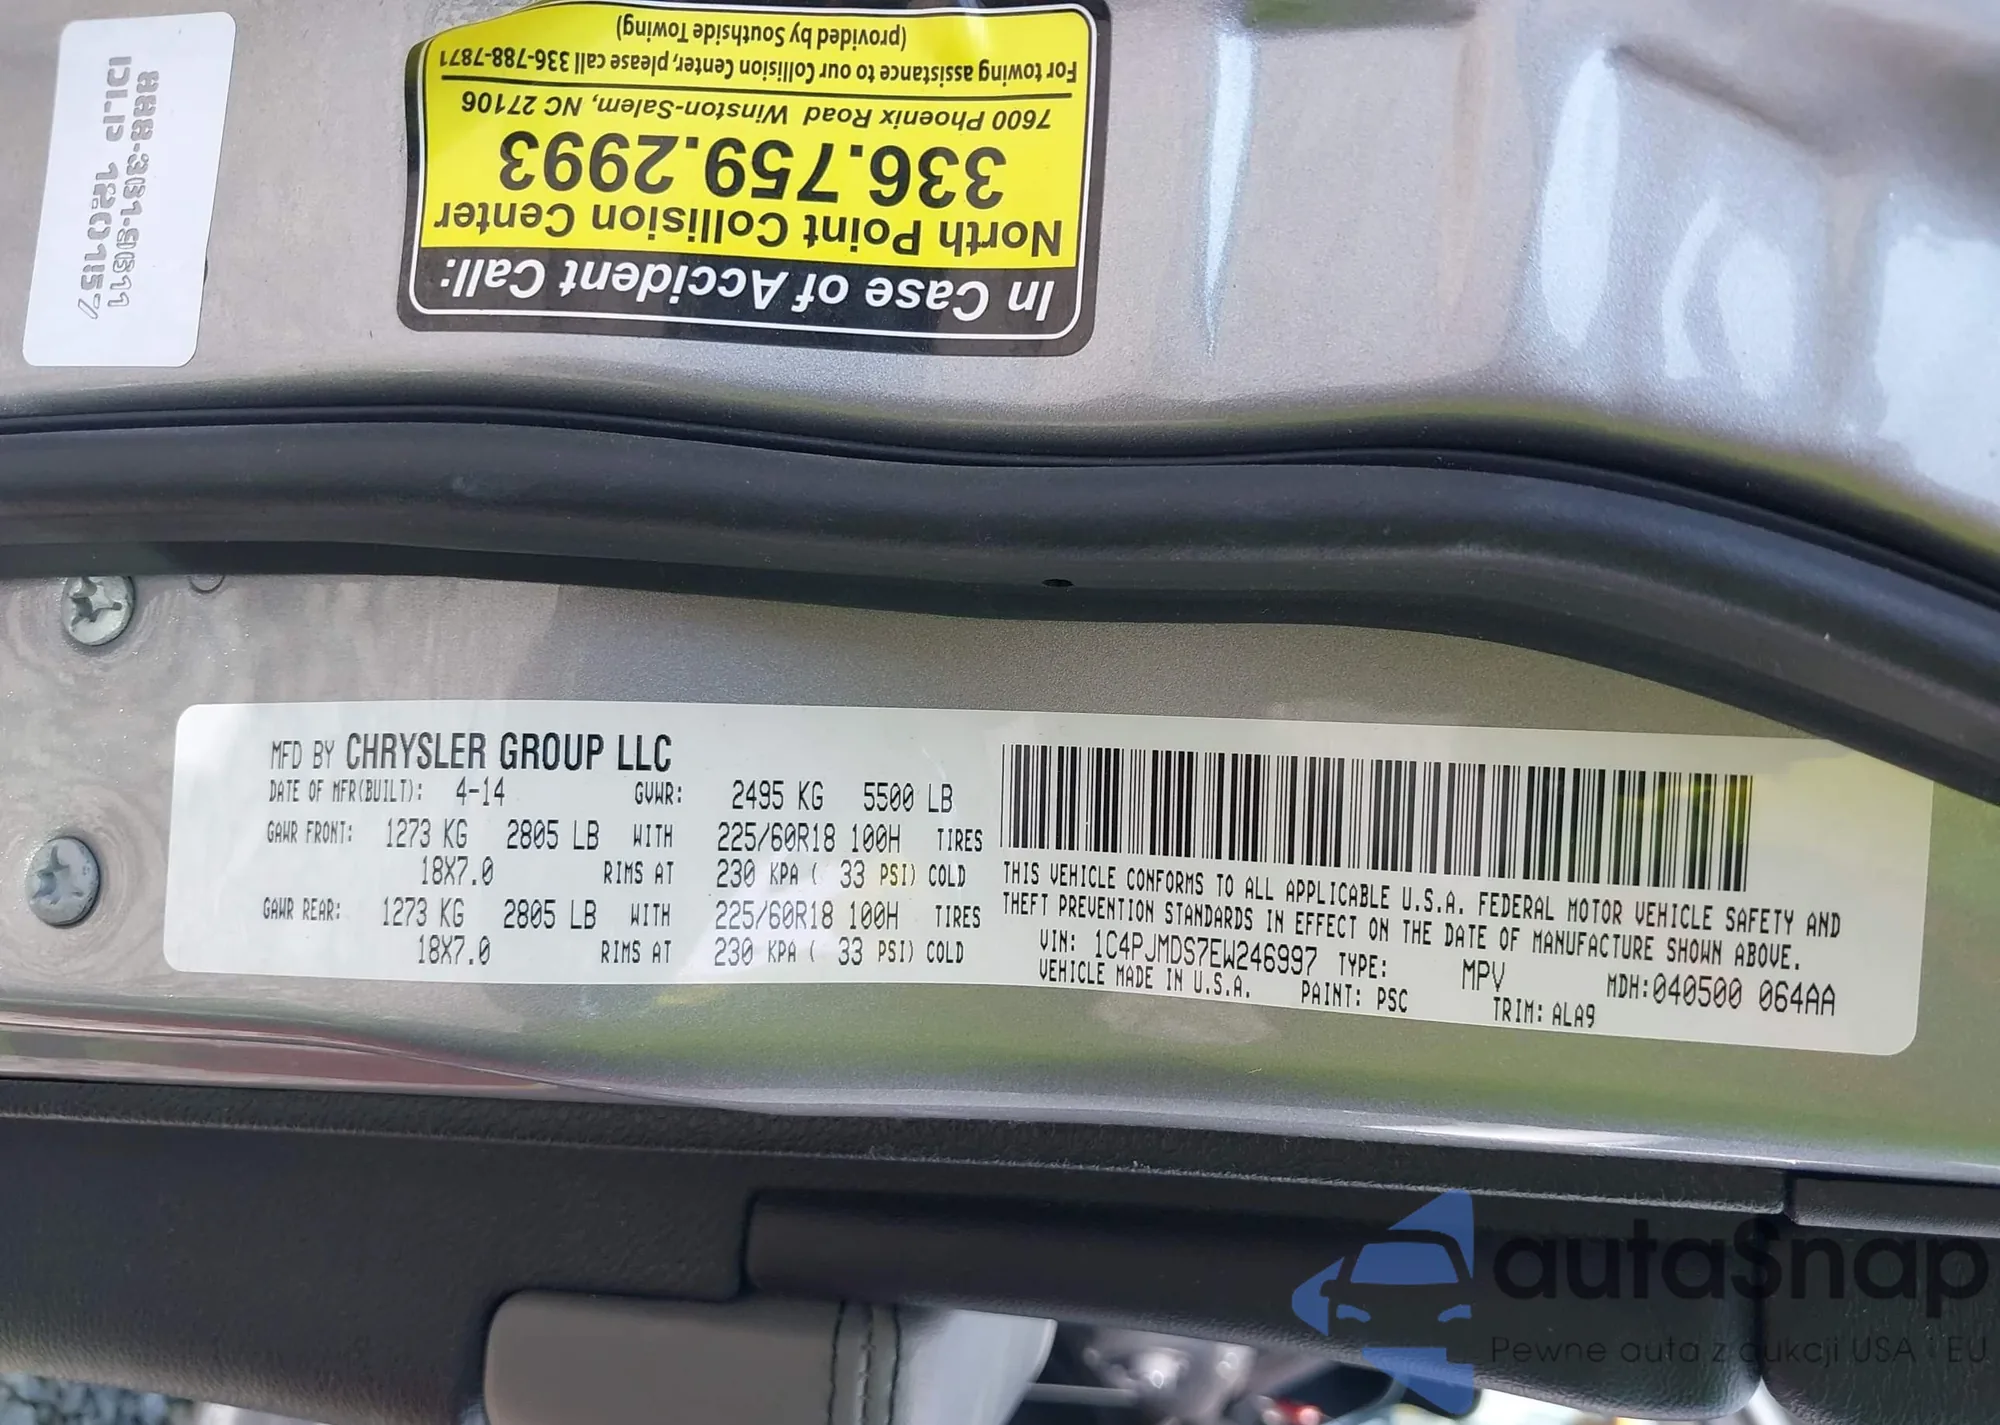 In Case of Accident Call:
North Point Collision Center
336.759.2993
7600 Phoenix Road Winston-Salem, NC 27106
For towing assistance to our Collision Center, please call 336-788-7871
(provided by Southside Towing)
MFD BY CHRYSLER GROUP LLC
DATE OF MFR(BUILT): 4-14 GVWR: 2495 KG 5500 LB
GAWR FRONT: 1273 KG 2805 LB WITH 225/60R18 100H TIRES
18X7.0 RIMS AT 230 KPA ( 33 PSI) COLD
GAWR REAR: 1273 KG 2805 LB WITH 225/60R18 100H TIRES
18X7.0 RIMS AT 230 KPA ( 33 PSI) COLD
THIS VEHICLE CONFORMS TO ALL APPLICABLE U.S.A. FEDERAL MOTOR VEHICLE SAFETY AND
THEFT PREVENTION STANDARDS IN EFFECT ON THE DATE OF MANUFACTURE SHOWN ABOVE.
VIN: 1C4PJMDS7EW246997 TYPE: MPV MDH:040500 064AA
VEHICLE MADE IN U.S.A. PAINT: PSC TRIM: ALA9
autaSnap
Pewne auta z aukcji USA i EU